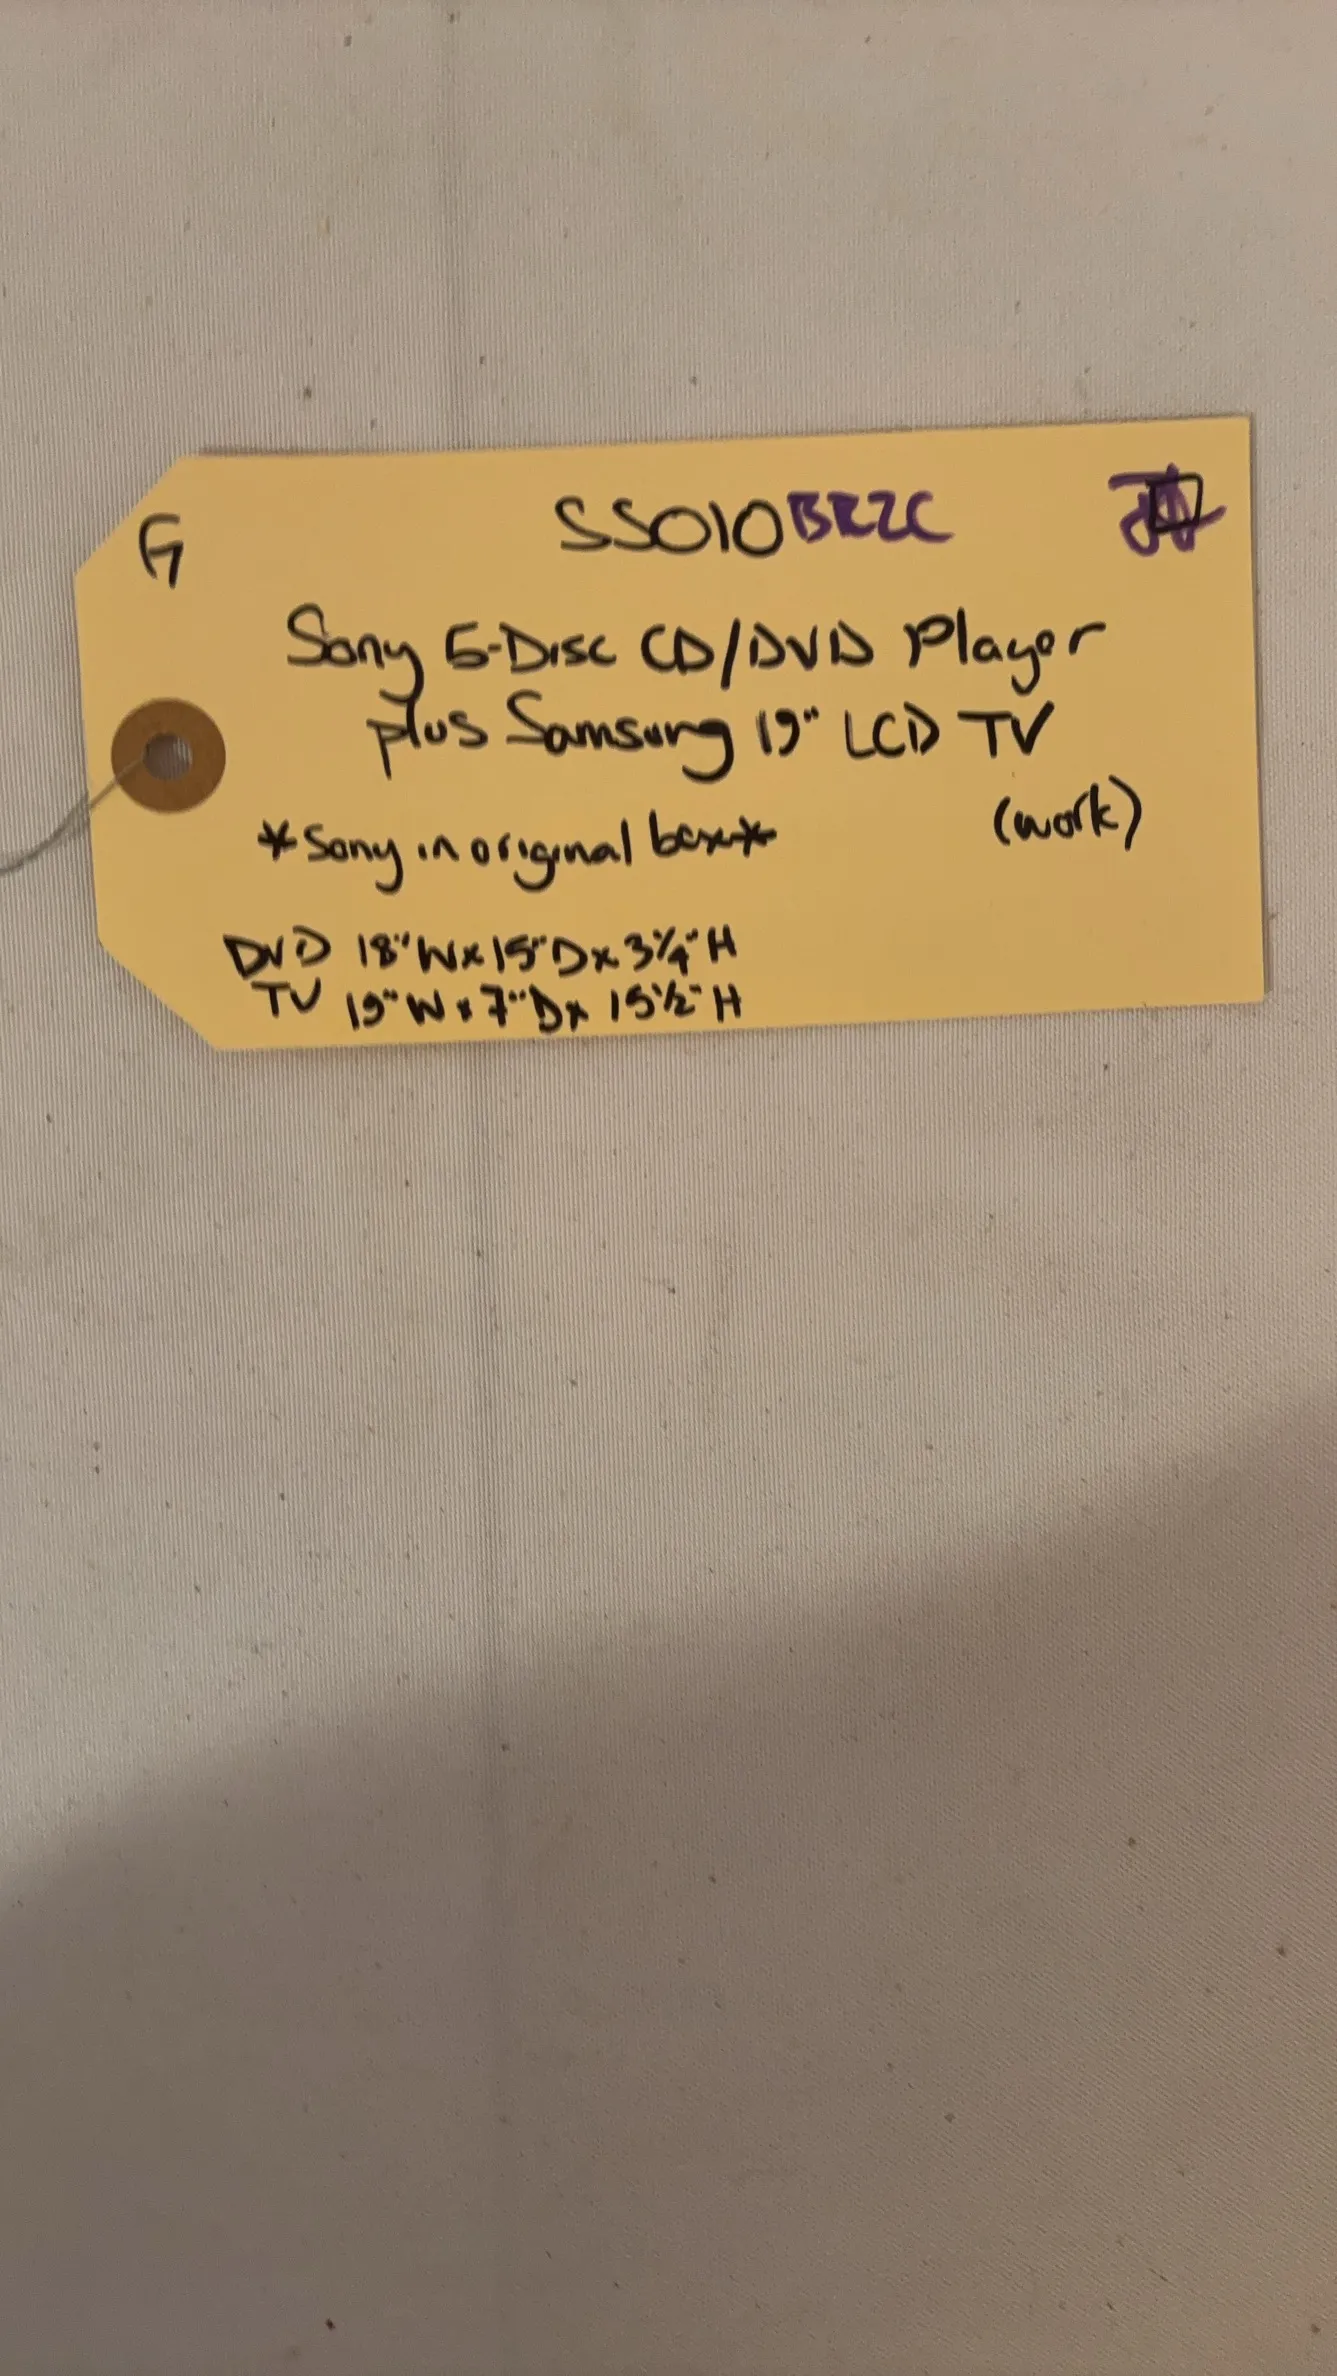 G
SS010BR2C
Sony 5-Disc CD/DVD Player
plus Samsung 19" LCD TV
(work)
*Sony in original box*
DVD 18"W x 15"D x 3¼"H
TV 19"W x 7"D x 15½"H